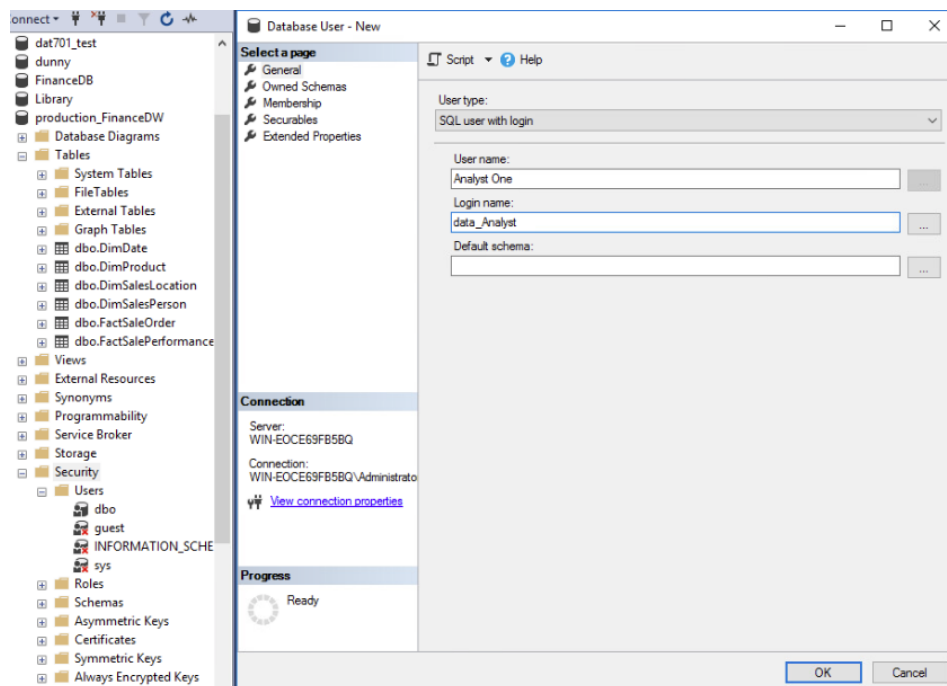 onnect
dat701_test
dunny
FinanceDB
Library
production_FinanceDW
Database Diagrams
Tables
System Tables
FileTables
External Tables
Graph Tables
dbo.DimDate
dbo.DimProduct
dbo.DimSalesLocation
dbo.DimSalesPerson
dbo.FactSaleOrder
dbo.FactSalePerformance
Views
External Resources
Synonyms
Programmability
Service Broker
Storage
Security
Users
dbo
guest
INFORMATION_SCHE
sys
Roles
Schemas
Asymmetric Keys
Certificates
Symmetric Keys
Always Encrypted Keys
Database User - New
Select a page
General
Owned Schemas
Membership
Securables
Extended Properties
Connection
Server:
WIN-EOCE69FB5BQ
Connection:
WIN-EOCE69FB5BQ\Administrato
View connection properties
Progress
Ready
Script Help
User type:
SQL user with login
User name:
Analyst One
...
Login name:
data_Analyst
...
Default schema:
...
OK Cancel